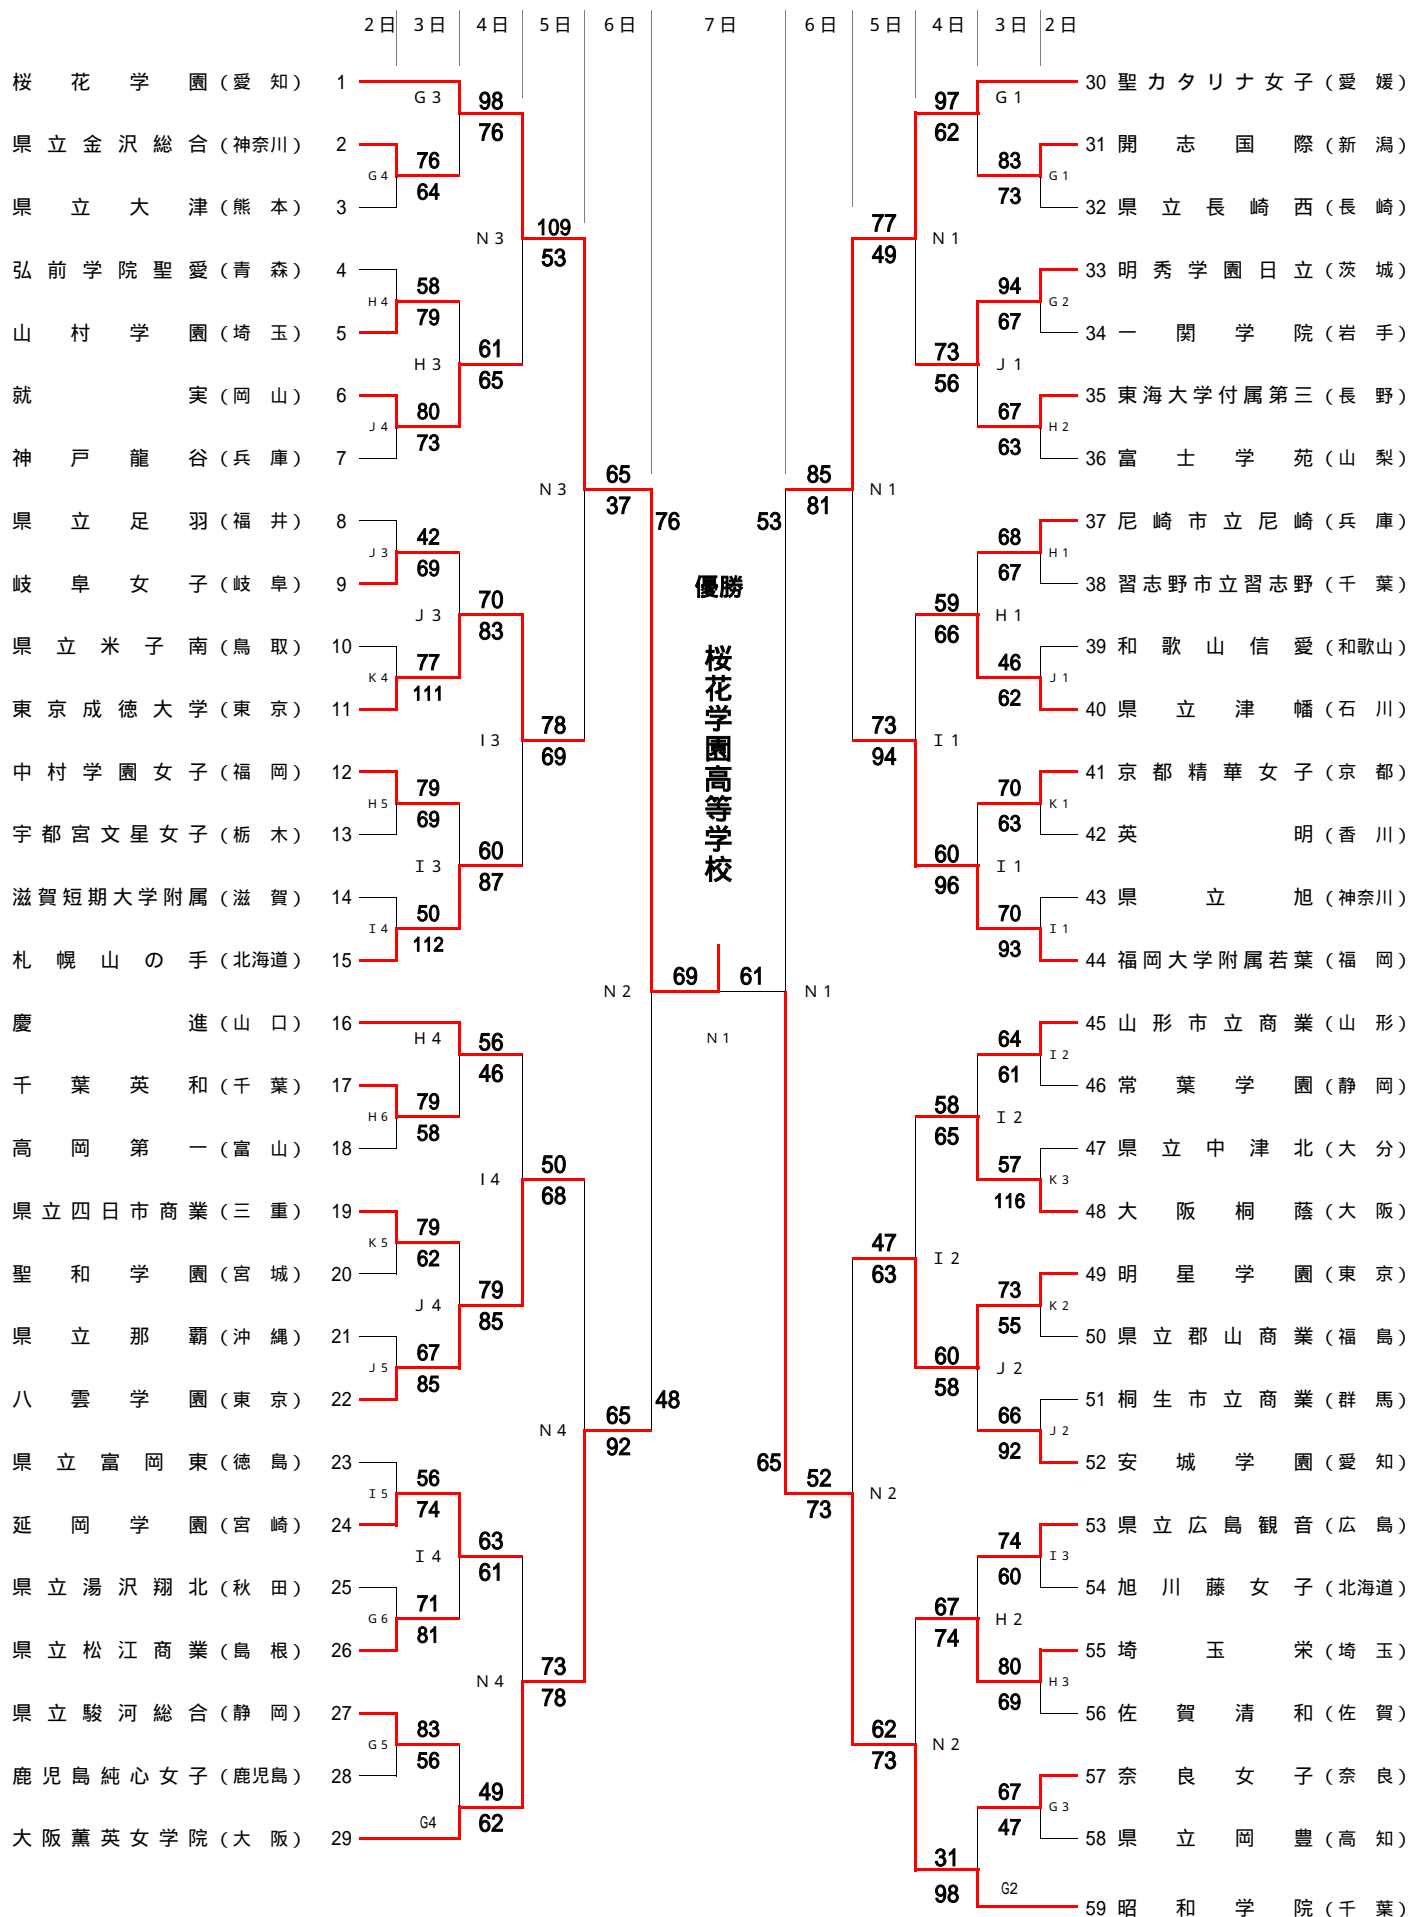 2日 3日 4日 5日 6日 7日 6日 5日 4日 3日 2日
桜花学園(愛知) 1
県立金沢総合(神奈川) 2
県立大津(熊本) 3
弘前学院聖愛(青森) 4
山村学園(埼玉) 5
就実(岡山) 6
神戸龍谷(兵庫) 7
県立足羽(福井) 8
岐阜女子(岐阜) 9
県立米子南(鳥取) 10
東京成徳大学(東京) 11
中村学園女子(福岡) 12
宇都宮文星女子(栃木) 13
滋賀短期大学附属(滋賀) 14
札幌山の手(北海道) 15
慶進(山口) 16
千葉英和(千葉) 17
高岡第一(富山) 18
県立四日市商業(三重) 19
聖和学園(宮城) 20
県立那覇(沖縄) 21
八雲学園(東京) 22
県立富岡東(徳島) 23
延岡学園(宮崎) 24
県立湯沢翔北(秋田) 25
県立松江商業(島根) 26
県立駿河総合(静岡) 27
鹿児島純心女子(鹿児島) 28
大阪薫英女学院(大阪) 29
G4
76
64
H4
58
79
J4
80
73
J3
42
69
K4
77
111
H5
79
69
I4
50
112
H6
79
58
K5
79
62
J5
67
85
I5
56
74
G6
71
81
G5
83
56
G3
98
76
H3
61
65
J3
70
83
I3
60
87
H4
56
46
J4
79
85
I4
63
61
G4
49
62
N3
109
53
I3
78
69
I4
50
68
N4
73
78
N3
65
37
N4
65
92
76
N2
48
優勝
桜花学園高等学校
69 61
N1
53
N1
65
85
81
N1
52
73
N2
77
49
N1
73
94
I1
47
63
I2
62
73
N2
97
62
G1
73
56
J1
59
66
H1
60
96
I1
58
65
I2
60
58
J2
67
74
H2
31
98
G2
83
73
G1
94
67
G2
67
63
H2
68
67
H1
46
62
J1
70
63
K1
70
93
I1
64
61
I2
57
116
K3
73
55
K2
66
92
J2
74
60
I3
80
69
H3
67
47
G3
30 聖カタリナ女子(愛媛)
31 開志国際(新潟)
32 県立長崎西(長崎)
33 明秀学園日立(茨城)
34 一関学院(岩手)
35 東海大学付属第三(長野)
36 富士学苑(山梨)
37 尼崎市立尼崎(兵庫)
38 習志野市立習志野(千葉)
39 和歌山信愛(和歌山)
40 県立津幡(石川)
41 京都精華女子(京都)
42 英明(香川)
43 県立旭(神奈川)
44 福岡大学附属若葉(福岡)
45 山形市立商業(山形)
46 常葉学園(静岡)
47 県立中津北(大分)
48 大阪桐蔭(大阪)
49 明星学園(東京)
50 県立郡山商業(福島)
51 桐生市立商業(群馬)
52 安城学園(愛知)
53 県立広島観音(広島)
54 旭川藤女子(北海道)
55 埼玉栄(埼玉)
56 佐賀清和(佐賀)
57 奈良女子(奈良)
58 県立岡豊(高知)
59 昭和学院(千葉)